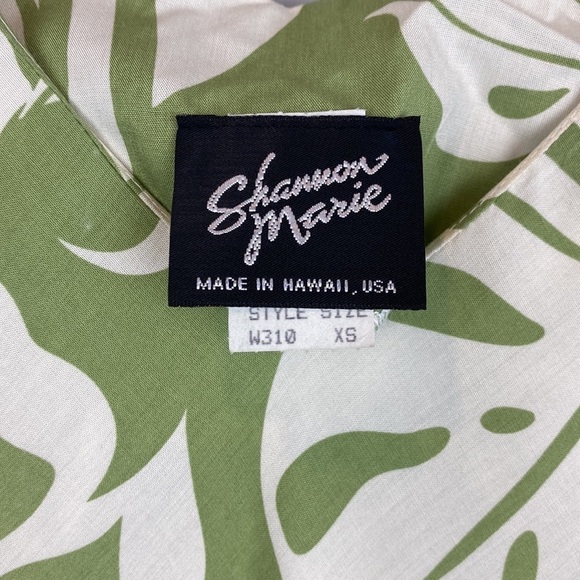 Shannon
Marie
MADE IN HAWAII, USA
STYLE SIZE
W310 XS